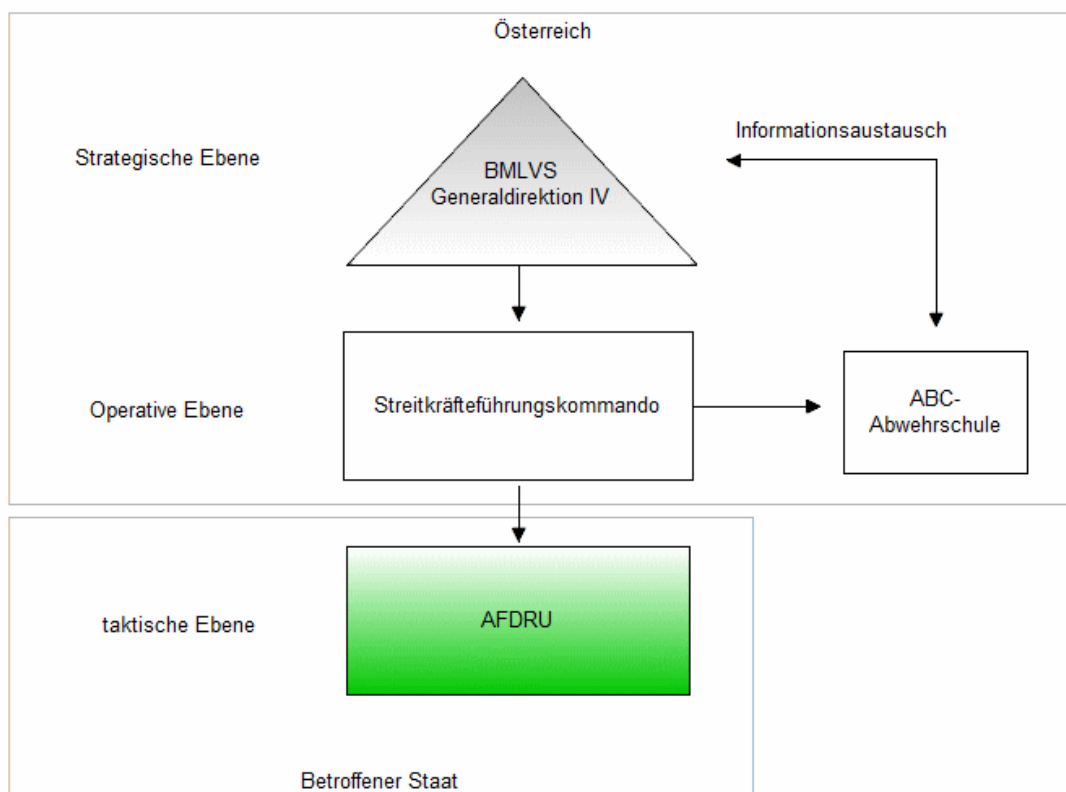 Österreich
Informationsaustausch
Strategische Ebene
BMLVS
Generaldirektion IV
Operative Ebene
Streitkräfteführungskommando
ABC-
Abwehrschule
taktische Ebene
AFDRU
Betroffener Staat